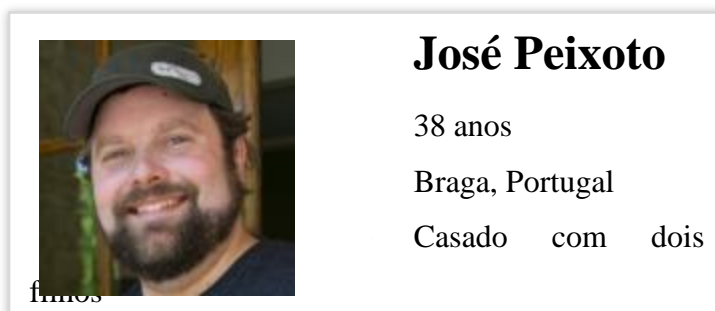 José Peixoto
38 anos
Braga, Portugal
Casado com dois
filhos